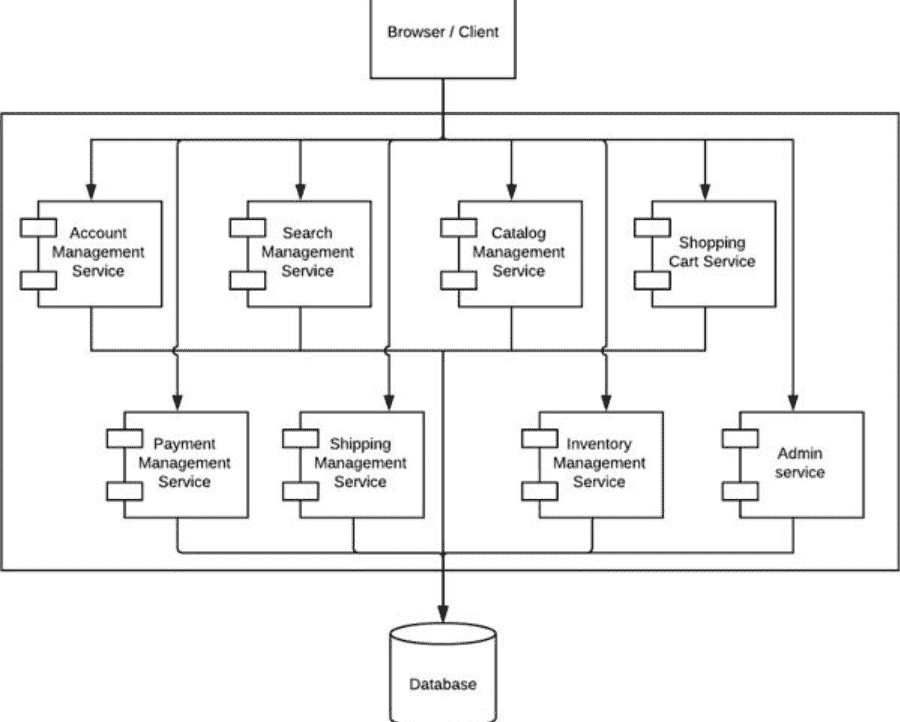 Browser / Client
Account
Management
Service
Search
Management
Service
Catalog
Management
Service
Shopping
Cart Service
Payment
Management
Service
Shipping
Management
Service
Inventory
Management
Service
Admin
service
Database